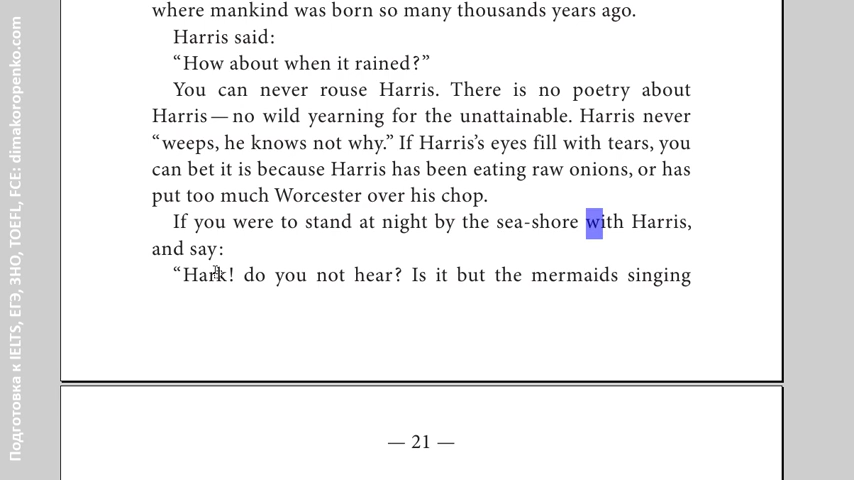 where mankind was born so many thousands years ago.
Harris said:
“How about when it rained?”
You can never rouse Harris. There is no poetry about
Harris — no wild yearning for the unattainable. Harris never
“weeps, he knows not why.” If Harris’s eyes fill with tears, you
can bet it is because Harris has been eating raw onions, or has
put too much Worcester over his chop.
If you were to stand at night by the sea-shore with Harris,
and say:
“Hark! do you not hear? Is it but the mermaids singing
— 21 —
Подготовка к IELTS, ЕГЭ, ЗНО, TOEFL, FCE: dimakoropenko.com